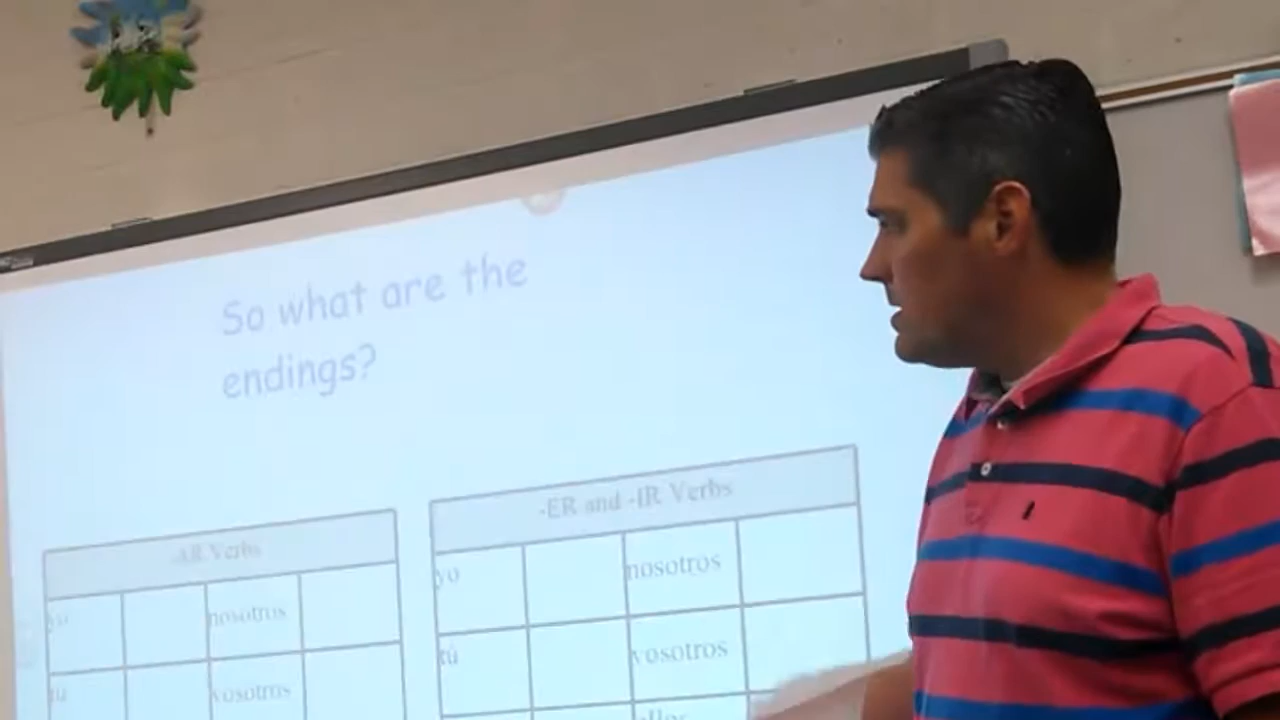 So what are the
endings?
-AR Verbs
yo nosotros
tú vosotros
-ER and -IR Verbs
yo nosotros
tú vosotros
ellos